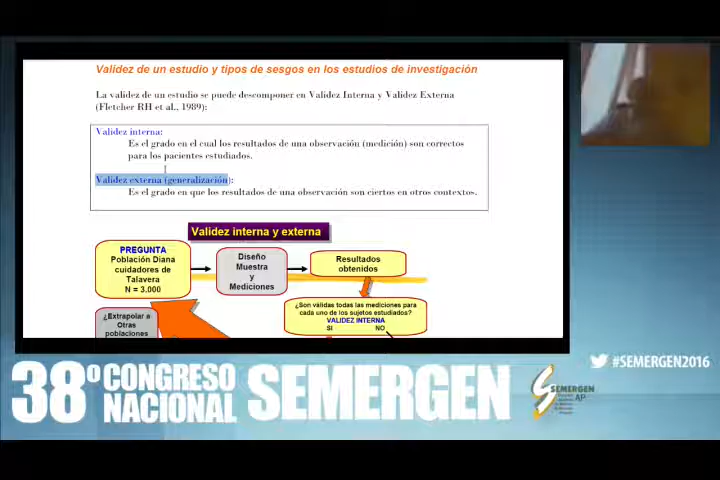 Validez de un estudio y tipos de sesgos en los estudios de investigación
La validez de un estudio se puede descomponer en Validez Interna y Validez Externa
(Fletcher RH et al., 1989):
Validez interna:
Es el grado en el cual los resultados de una observación (medición) son correctos
para los pacientes estudiados.
Validez externa (generalización):
Es el grado en que los resultados de una observación son ciertos en otros contextos.
Validez interna y externa
PREGUNTA
Población Diana
cuidadores de
Talavera
N = 3.000
Diseño
Muestra
y
Mediciones
Resultados
obtenidos
¿Son válidas todas las mediciones para
cada uno de los sujetos estudiados?
VALIDEZ INTERNA
SI NO
¿Extrapolar a
Otras
poblaciones
38º CONGRESO
NACIONAL
SEMERGEN
#SEMERGEN2016
SEMERGEN
AP